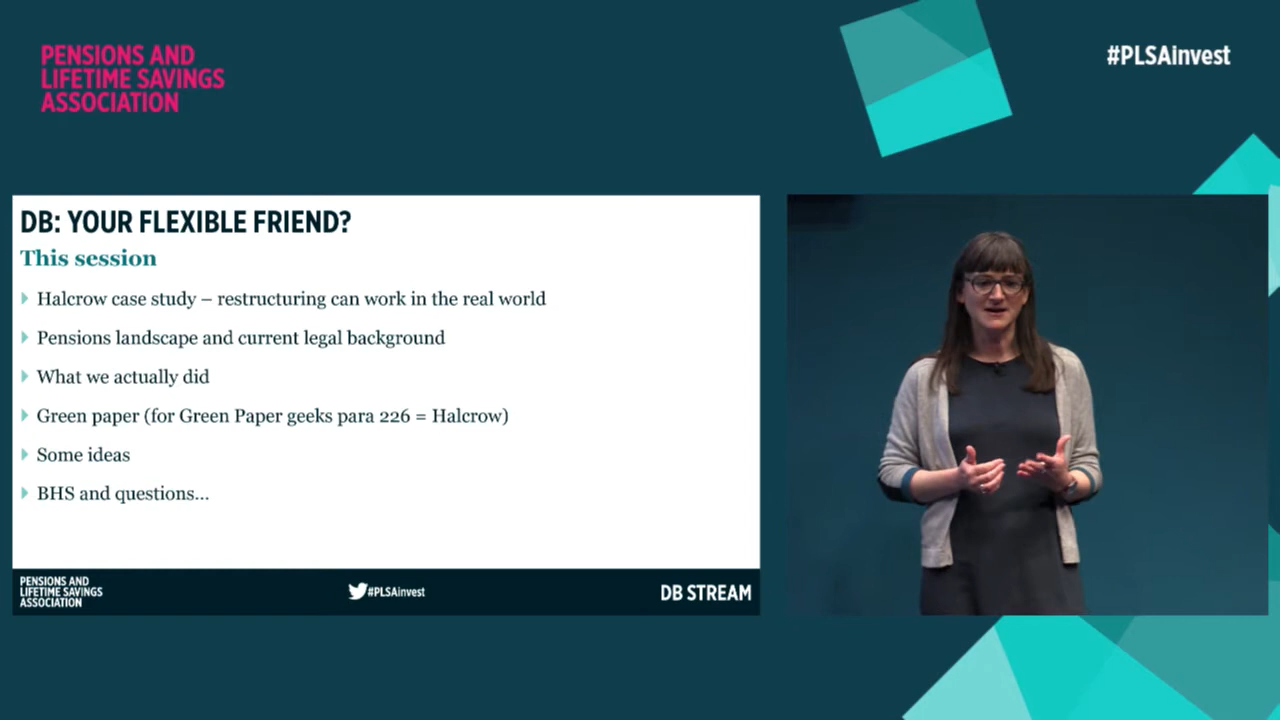 PENSIONS AND
LIFETIME SAVINGS
ASSOCIATION
#PLSAinvest
DB: YOUR FLEXIBLE FRIEND?
This session
Halcrow case study – restructuring can work in the real world
Pensions landscape and current legal background
What we actually did
Green paper (for Green Paper geeks para 226 = Halcrow)
Some ideas
BHS and questions...
PENSIONS AND
LIFETIME SAVINGS
ASSOCIATION
#PLSAinvest
DB STREAM